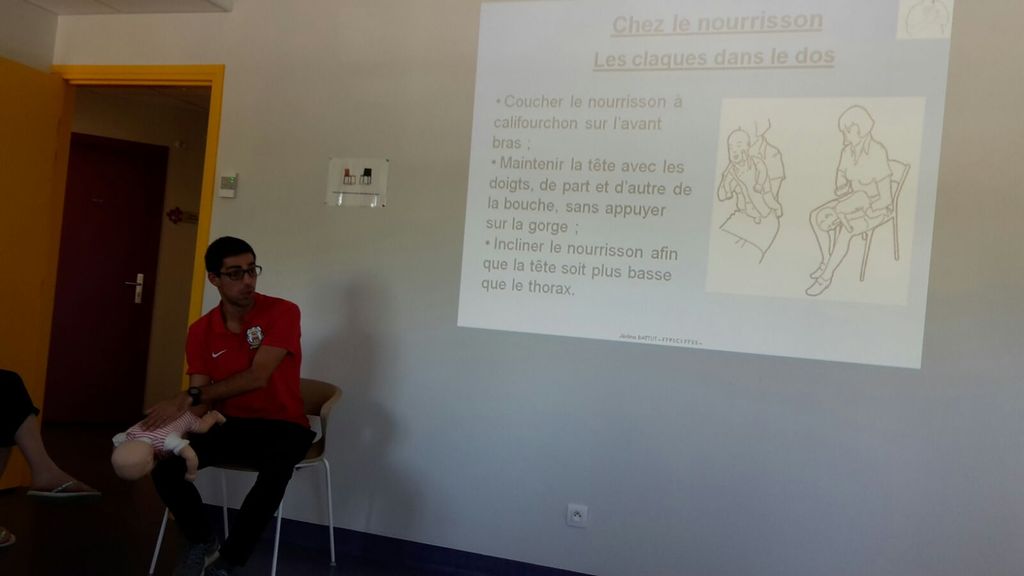 Chez le nourrisson
Les claques dans le dos
• Coucher le nourrisson à
califourchon sur l'avant
bras ;
• Maintenir la tête avec les
doigts, de part et d'autre de
la bouche, sans appuyer
sur la gorge ;
• Incliner le nourrisson afin
que la tête soit plus basse
que le thorax.